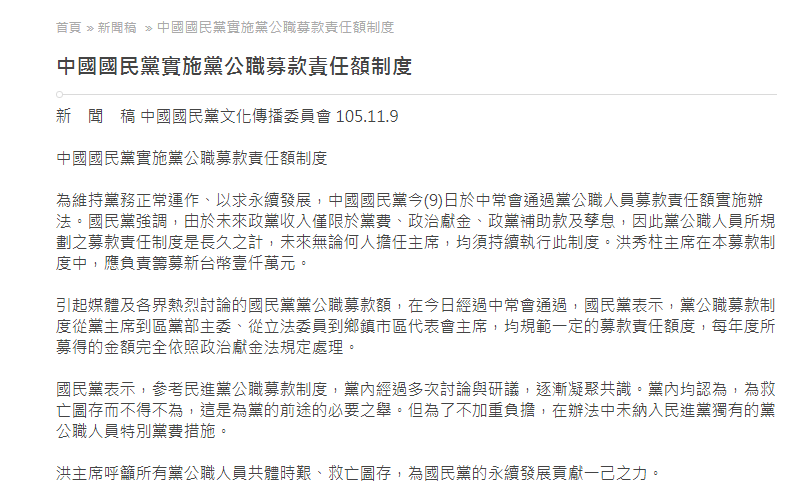 首頁 » 新聞稿 » 中國國民黨實施黨公職募款責任額制度
中國國民黨實施黨公職募款責任額制度
新 聞 稿 中國國民黨文化傳播委員會 105.11.9
中國國民黨實施黨公職募款責任額制度
為維持黨務正常運作、以求永續發展，中國國民黨今(9)日於中常會通過黨公職人員募款責任額實施辦
法。國民黨強調，由於未來政黨收入僅限於黨費、政治獻金、政黨補助款及孳息，因此黨公職人員所規
劃之募款責任制度是長久之計，未來無論何人擔任主席，均須持續執行此制度。洪秀柱主席在本募款制
度中，應負責籌募新台幣壹仟萬元。
引起媒體及各界熱烈討論的國民黨黨公職募款額，在今日經過中常會通過，國民黨表示，黨公職募款制
度從黨主席到區黨部主委、從立法委員到鄉鎮市區代表會主席，均規範一定的募款責任額度，每年度所
募得的金額完全依照政治獻金法規定處理。
國民黨表示，參考民進黨公職募款制度，黨內經過多次討論與研議，逐漸凝聚共識。黨內均認為，為救
亡圖存而不得不為，這是為黨的前途的必要之舉。但為了不加重負擔，在辦法中未納入民進黨獨有的黨
公職人員特別黨費措施。
洪主席呼籲所有黨公職人員共體時艱、救亡圖存，為國民黨的永續發展貢獻一己之力。